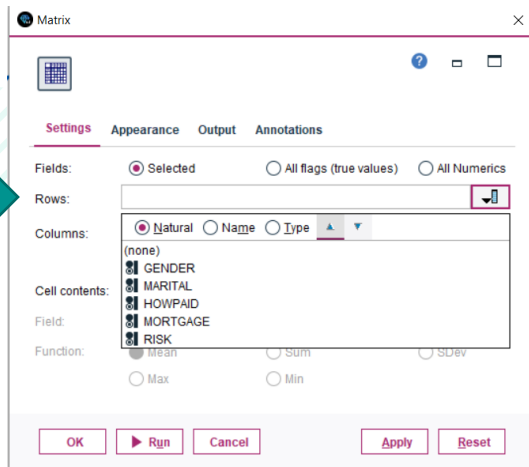 Matrix
Settings Appearance Output Annotations
Fields: Selected All flags (true values) All Numerics
Rows:
Columns: Natural Name Type
(none)
GENDER
MARITAL
Cell contents: HOWPAID
Field: MORTGAGE
RISK
Function: Mean Sum SDev
Max Min
OK Run Cancel Apply Reset